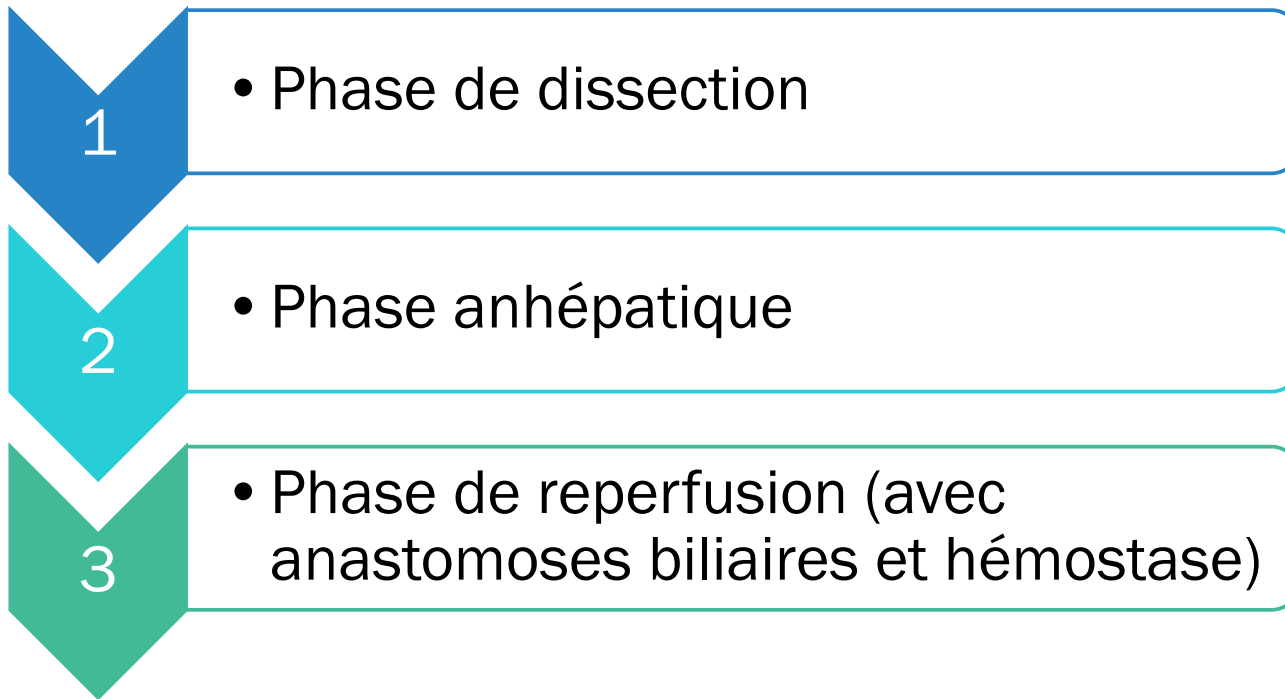 1
• Phase de dissection
2
• Phase anhépatique
3
• Phase de reperfusion (avec
anastomoses biliaires et hémostase)